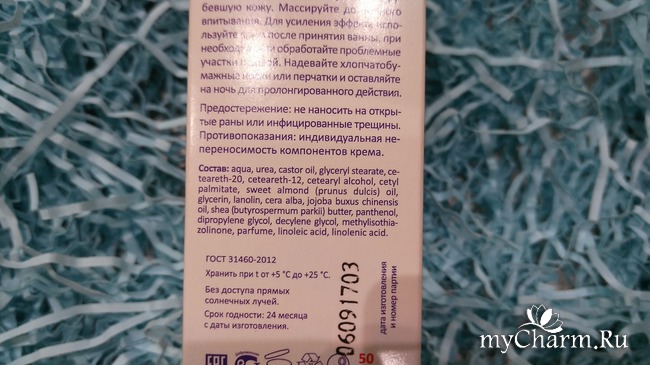 бевшую кожу. Массируйте до
впитывания. Для усиления эффекта ис-
пользуйте после принятия ванны, при
обработайте проблемные
участки Надевайте хлопчатобу-
мажные или перчатки и оставляйте
на ночь для пролонгированного действия.
Предостережение: не наносить на откры-
тые раны или инфицированные трещины.
Противопоказания: индивидуальная не-
переносимость компонентов крема.
Состав: aqua, urea, castor oil, glyceryl stearate, ce-
teareth-20, ceteareth-12, cetearyl alcohol, cetyl
palmitate, sweet almond (prunus dulcis) oil,
glycerin, lanolin, cera alba, jojoba buxus chinensis
oil, shea (butyrospermum parkii) butter, panthenol,
dipropylene glycol, decylene glycol, methylisothia-
zolinone, parfume, linoleic acid, linolenic acid.
ГОСТ 31460-2012
Хранить при t от +5 °C до +25 °C.
Без доступа прямых
солнечных лучей.
Срок годности: 24 месяца
с даты изготовления.
06091703
дата изготовления
и номер партии
EAC
50
myCharm.Ru